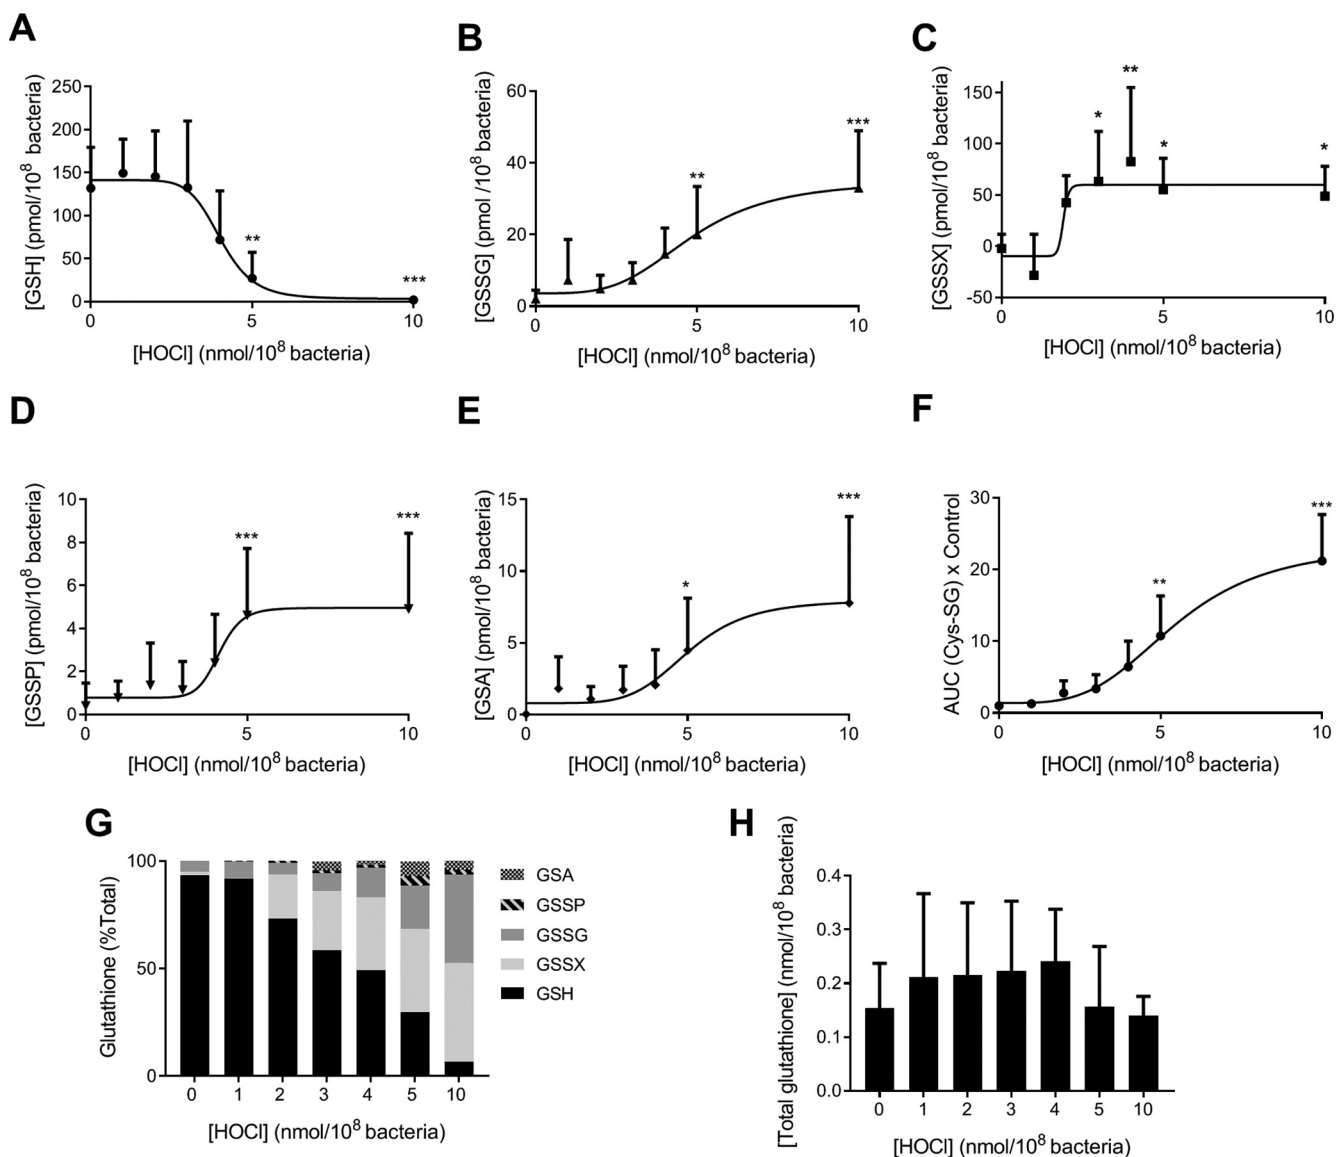 A
250
200
150
100
50
0
0 5 10
[GSH] (pmol/10⁸ bacteria)
[HOCl] (nmol/10⁸ bacteria)
**
***
B
60
40
20
0
0 5 10
[GSSG] (pmol /10⁸ bacteria)
[HOCl] (nmol/10⁸ bacteria)
**
***
C
150
100
50
0
-50
0 5 10
[GSSX] (pmol/10⁸ bacteria)
[HOCl] (nmol/10⁸ bacteria)
*
**
*
*
D
10
8
6
4
2
0
0 5 10
[GSSP] (pmol/10⁸ bacteria)
[HOCl] (nmol/10⁸ bacteria)
***
***
E
15
10
5
0
0 5 10
[GSA] (pmol/10⁸ bacteria)
[HOCl] (nmol/10⁸ bacteria)
*
***
F
30
20
10
0
0 5 10
AUC (Cys-SG) x Control
[HOCl] (nmol/10⁸ bacteria)
**
***
G
100
50
0
0 1 2 3 4 5 10
Glutathione (%Total)
[HOCl] (nmol/10⁸ bacteria)
GSA
GSSP
GSSG
GSSX
GSH
H
0.4
0.3
0.2
0.1
0.0
0 1 2 3 4 5 10
[Total glutathione] (nmol/10⁸ bacteria)
[HOCl] (nmol/10⁸ bacteria)